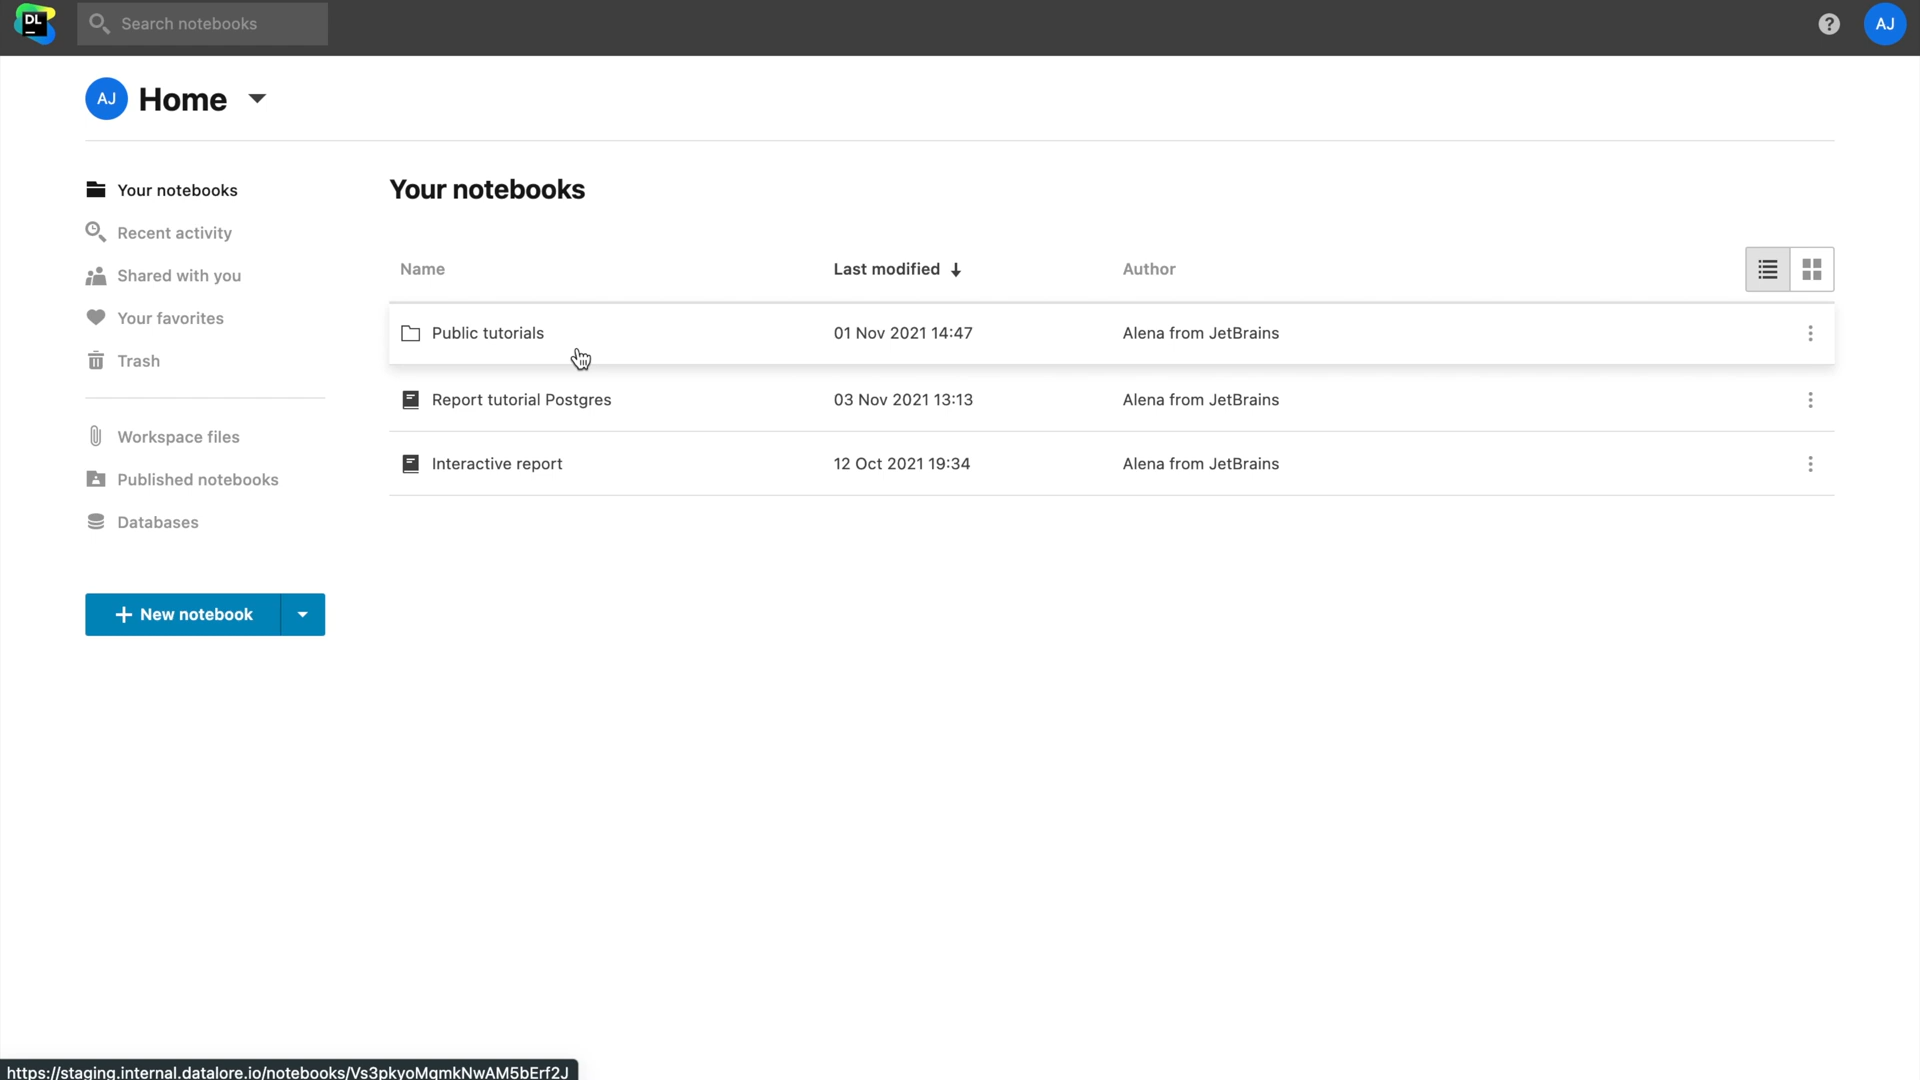 DL
Search notebooks
?
AJ
AJ Home
Your notebooks
Recent activity
Shared with you
Your favorites
Trash
Workspace files
Published notebooks
Databases
+ New notebook
Your notebooks
Name Last modified ↓ Author
Public tutorials 01 Nov 2021 14:47 Alena from JetBrains
Report tutorial Postgres 03 Nov 2021 13:13 Alena from JetBrains
Interactive report 12 Oct 2021 19:34 Alena from JetBrains
https://staging.internal.datalore.io/notebooks/Vs3pkyoMqmkNwAM5bErf2J